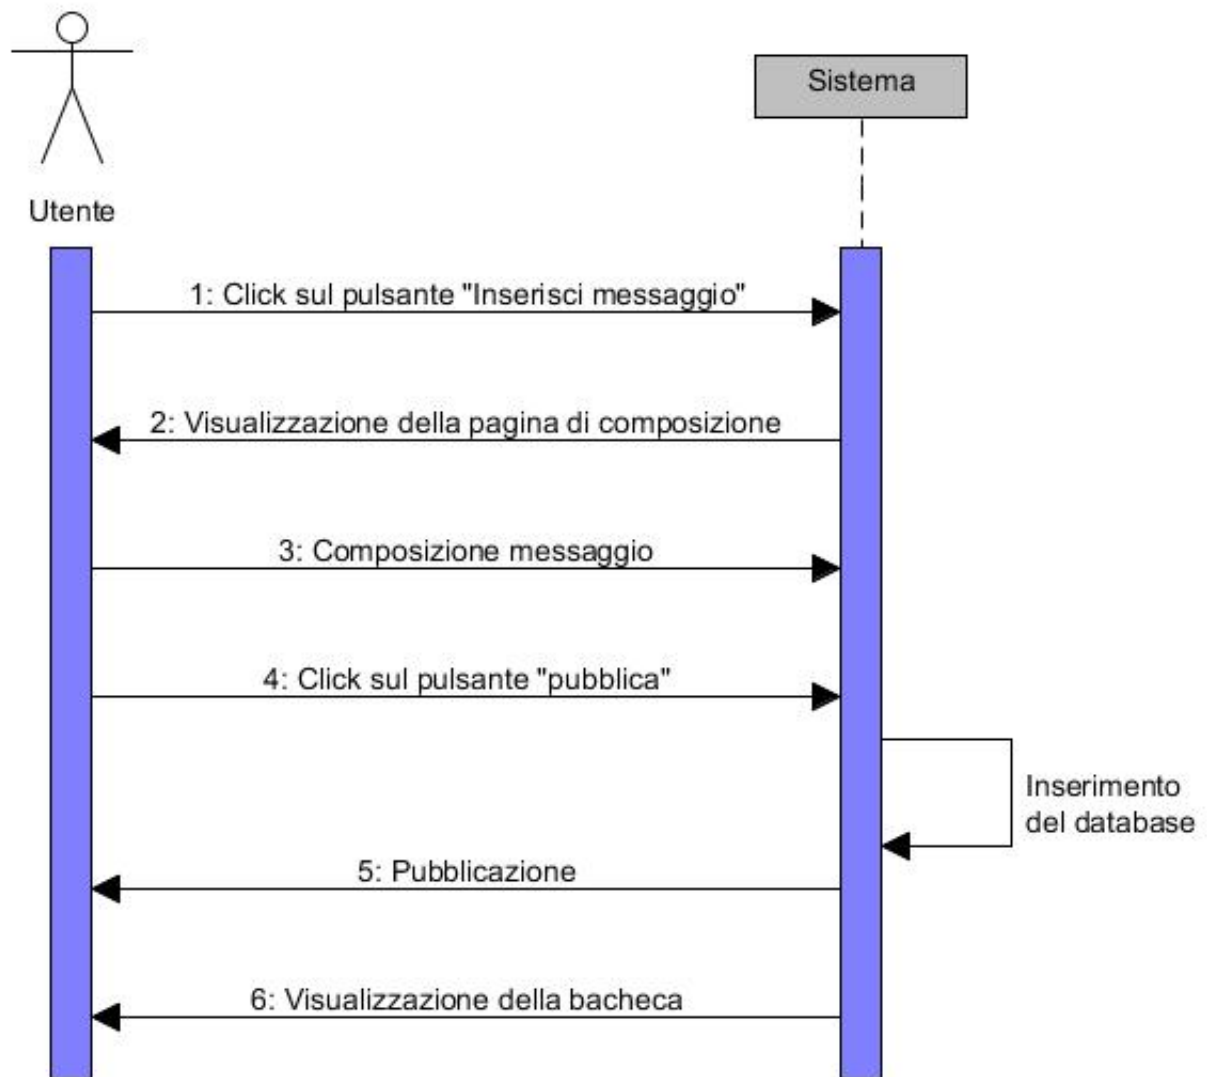 Sistema
Utente
1: Click sul pulsante "Inserisci messaggio"
2: Visualizzazione della pagina di composizione
3: Composizione messaggio
4: Click sul pulsante "pubblica"
Inserimento
del database
5: Pubblicazione
6: Visualizzazione della bacheca